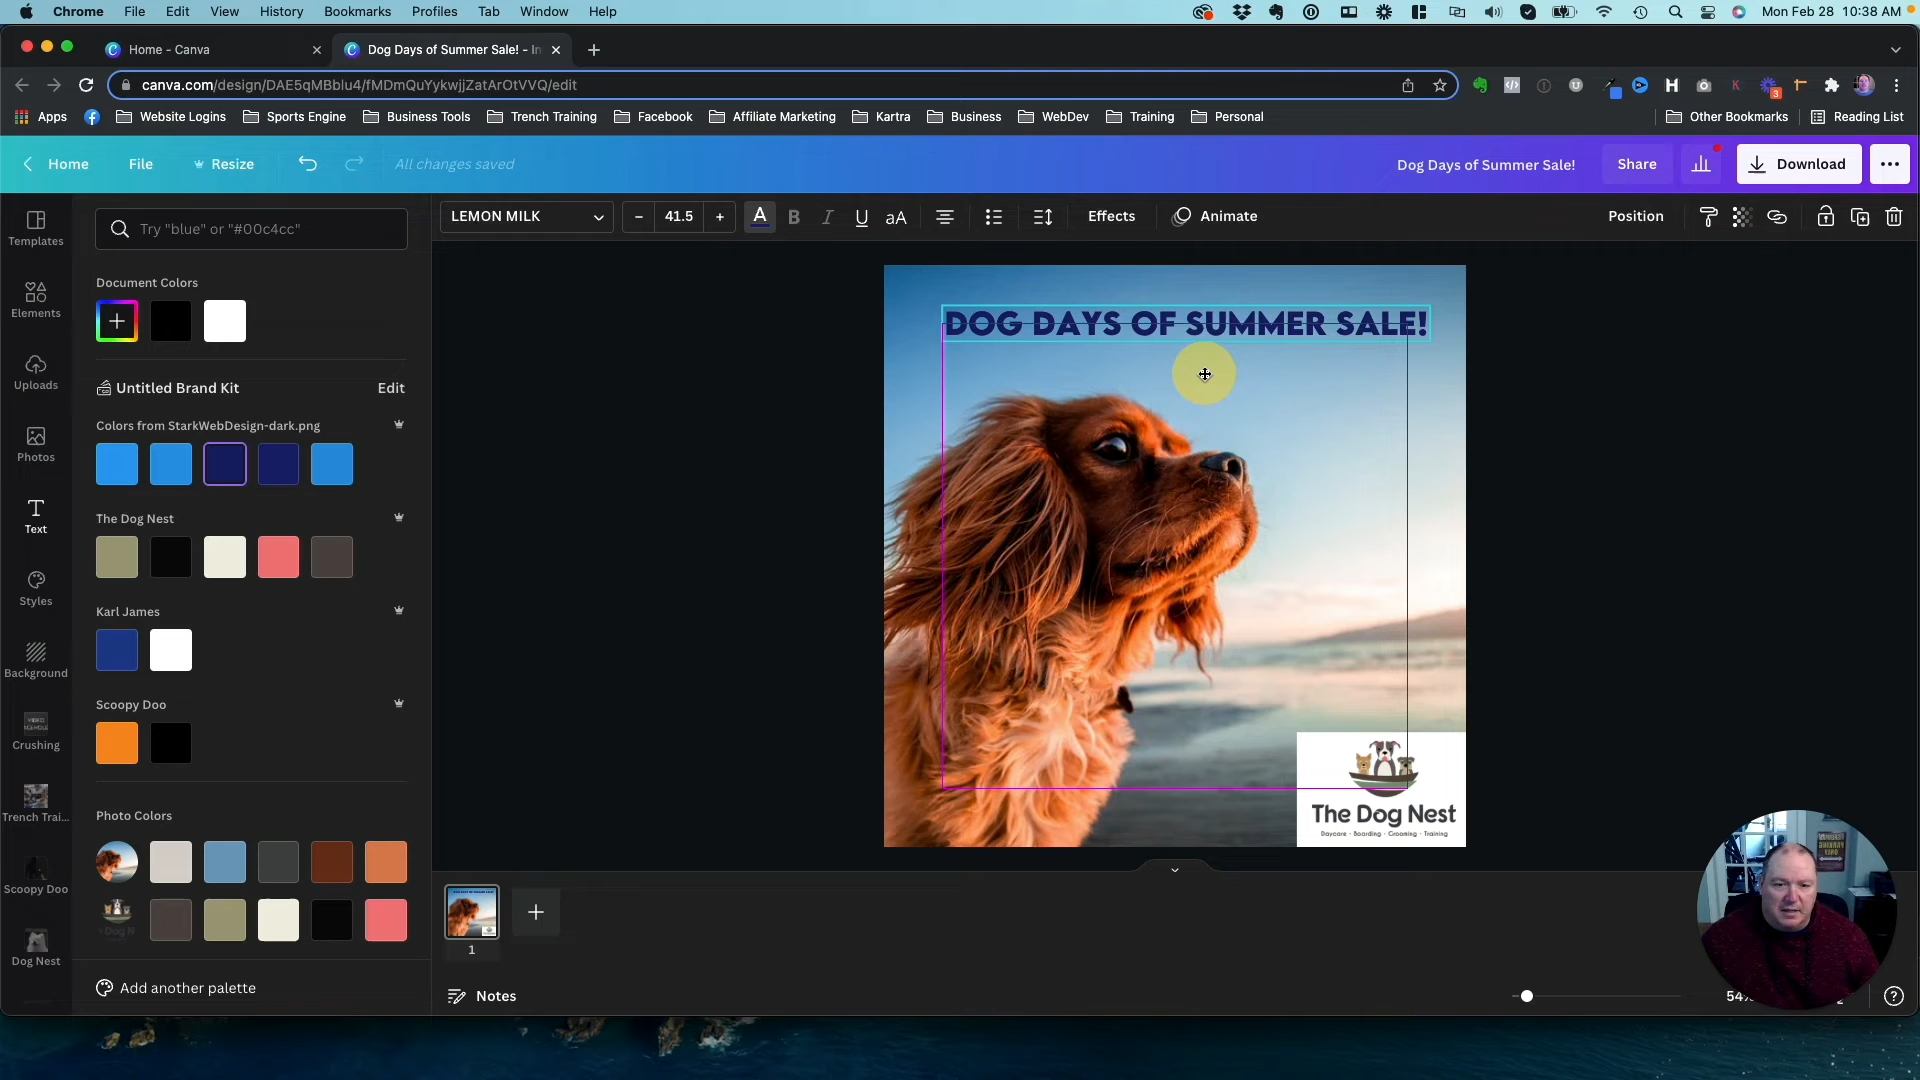 Chrome File Edit View History Bookmarks Profiles Tab Window Help
Mon Feb 28 10:38 AM
Home - Canva
Dog Days of Summer Sale! - In
canva.com/design/DAE5qMBblu4/fMDmQuYykwjjZatArOtVVQ/edit
3
Apps Website Logins Sports Engine Business Tools Trench Training Facebook Affiliate Marketing Kartra Business WebDev Training Personal Other Bookmarks Reading List
Home File Resize All changes saved Dog Days of Summer Sale! Share Download
LEMON MILK – 41.5 + A B I U aA Effects Animate Position
Templates
Elements
Uploads
Photos
Text
Styles
Background
Crushing
Trench Trai...
Scoopy Doo
Dog Nest
Try "blue" or "#00c4cc"
Document Colors
Untitled Brand Kit Edit
Colors from StarkWebDesign-dark.png
The Dog Nest
Karl James
Scoopy Doo
Photo Colors
Add another palette
DOG DAYS OF SUMMER SALE!
The Dog Nest
Daycare • Boarding • Grooming • Training
1
Notes
54%